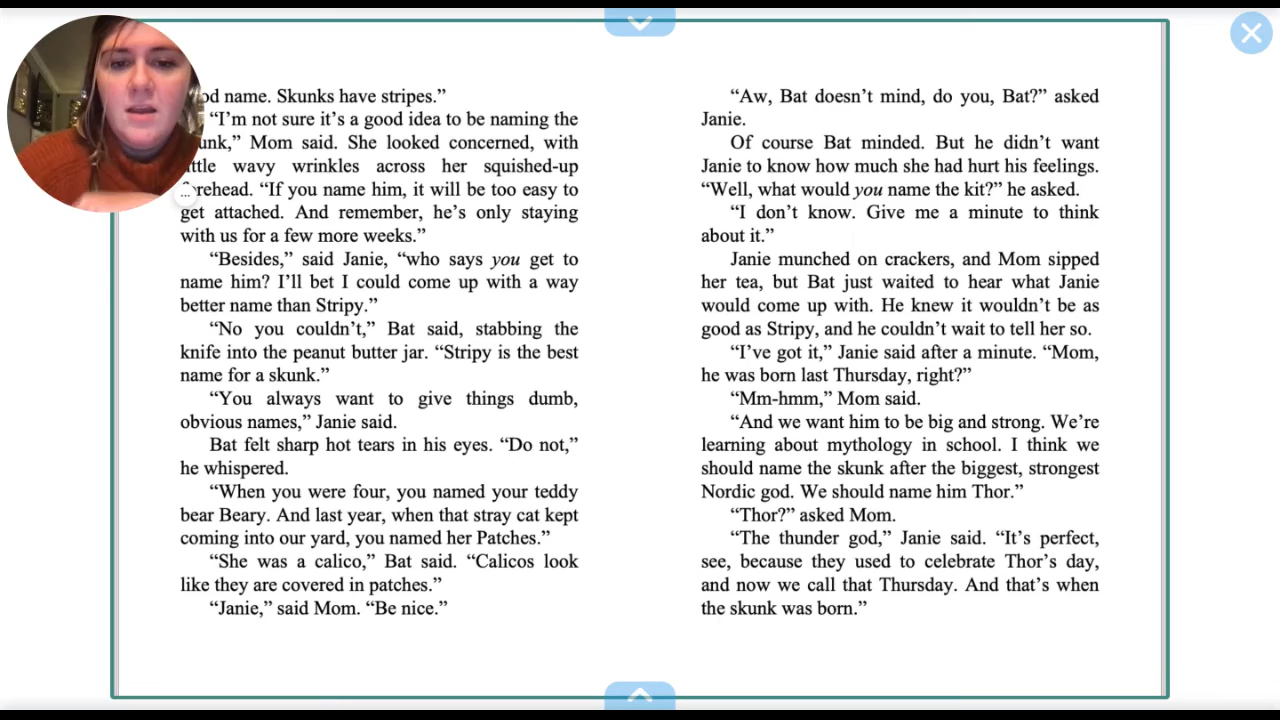 od name. Skunks have stripes.”
“I’m not sure it’s a good idea to be naming the
unk,” Mom said. She looked concerned, with
ttle wavy wrinkles across her squished-up
forehead. “If you name him, it will be too easy to
get attached. And remember, he’s only staying
with us for a few more weeks.”
“Besides,” said Janie, “who says you get to
name him? I’ll bet I could come up with a way
better name than Stripy.”
“No you couldn’t,” Bat said, stabbing the
knife into the peanut butter jar. “Stripy is the best
name for a skunk.”
“You always want to give things dumb,
obvious names,” Janie said.
Bat felt sharp hot tears in his eyes. “Do not,”
he whispered.
“When you were four, you named your teddy
bear Beary. And last year, when that stray cat kept
coming into our yard, you named her Patches.”
“She was a calico,” Bat said. “Calicos look
like they are covered in patches.”
“Janie,” said Mom. “Be nice.”
“Aw, Bat doesn’t mind, do you, Bat?” asked
Janie.
Of course Bat minded. But he didn’t want
Janie to know how much she had hurt his feelings.
“Well, what would you name the kit?” he asked.
“I don’t know. Give me a minute to think
about it.”
Janie munched on crackers, and Mom sipped
her tea, but Bat just waited to hear what Janie
would come up with. He knew it wouldn’t be as
good as Stripy, and he couldn’t wait to tell her so.
“I’ve got it,” Janie said after a minute. “Mom,
he was born last Thursday, right?”
“Mm-hmm,” Mom said.
“And we want him to be big and strong. We’re
learning about mythology in school. I think we
should name the skunk after the biggest, strongest
Nordic god. We should name him Thor.”
“Thor?” asked Mom.
“The thunder god,” Janie said. “It’s perfect,
see, because they used to celebrate Thor’s day,
and now we call that Thursday. And that’s when
the skunk was born.”